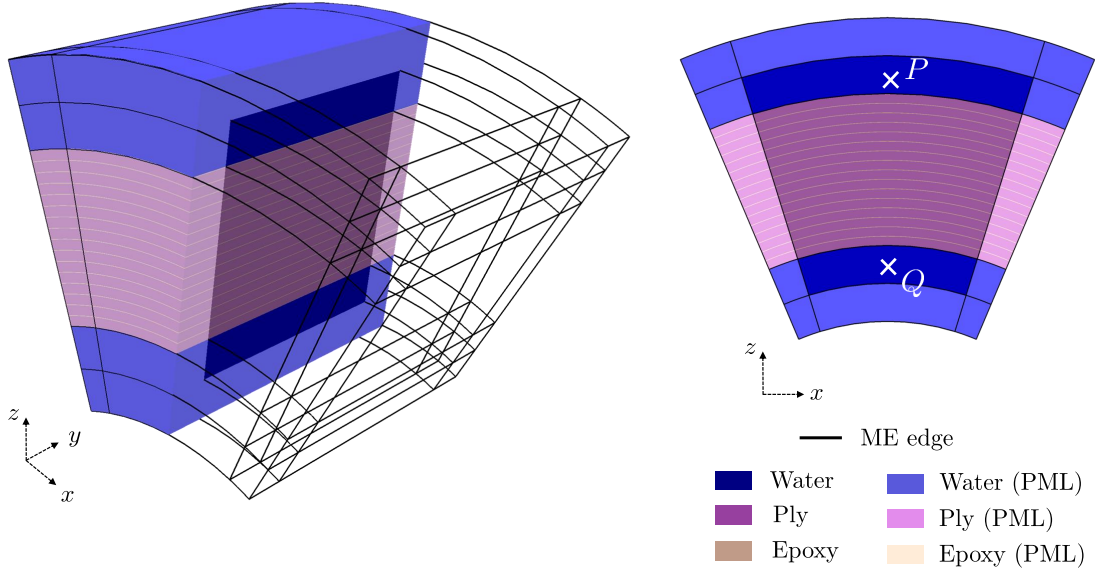 P
Q
z
y
x
z
x
ME edge
Water
Water (PML)
Ply
Ply (PML)
Epoxy
Epoxy (PML)